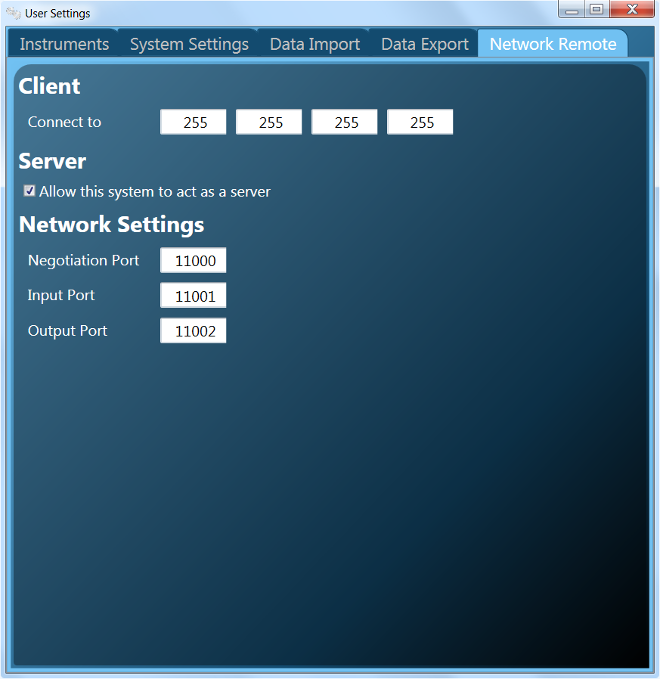 User Settings
Instruments System Settings Data Import Data Export Network Remote
Client
Connect to 255 255 255 255
Server
Allow this system to act as a server
Network Settings
Negotiation Port 11000
Input Port 11001
Output Port 11002